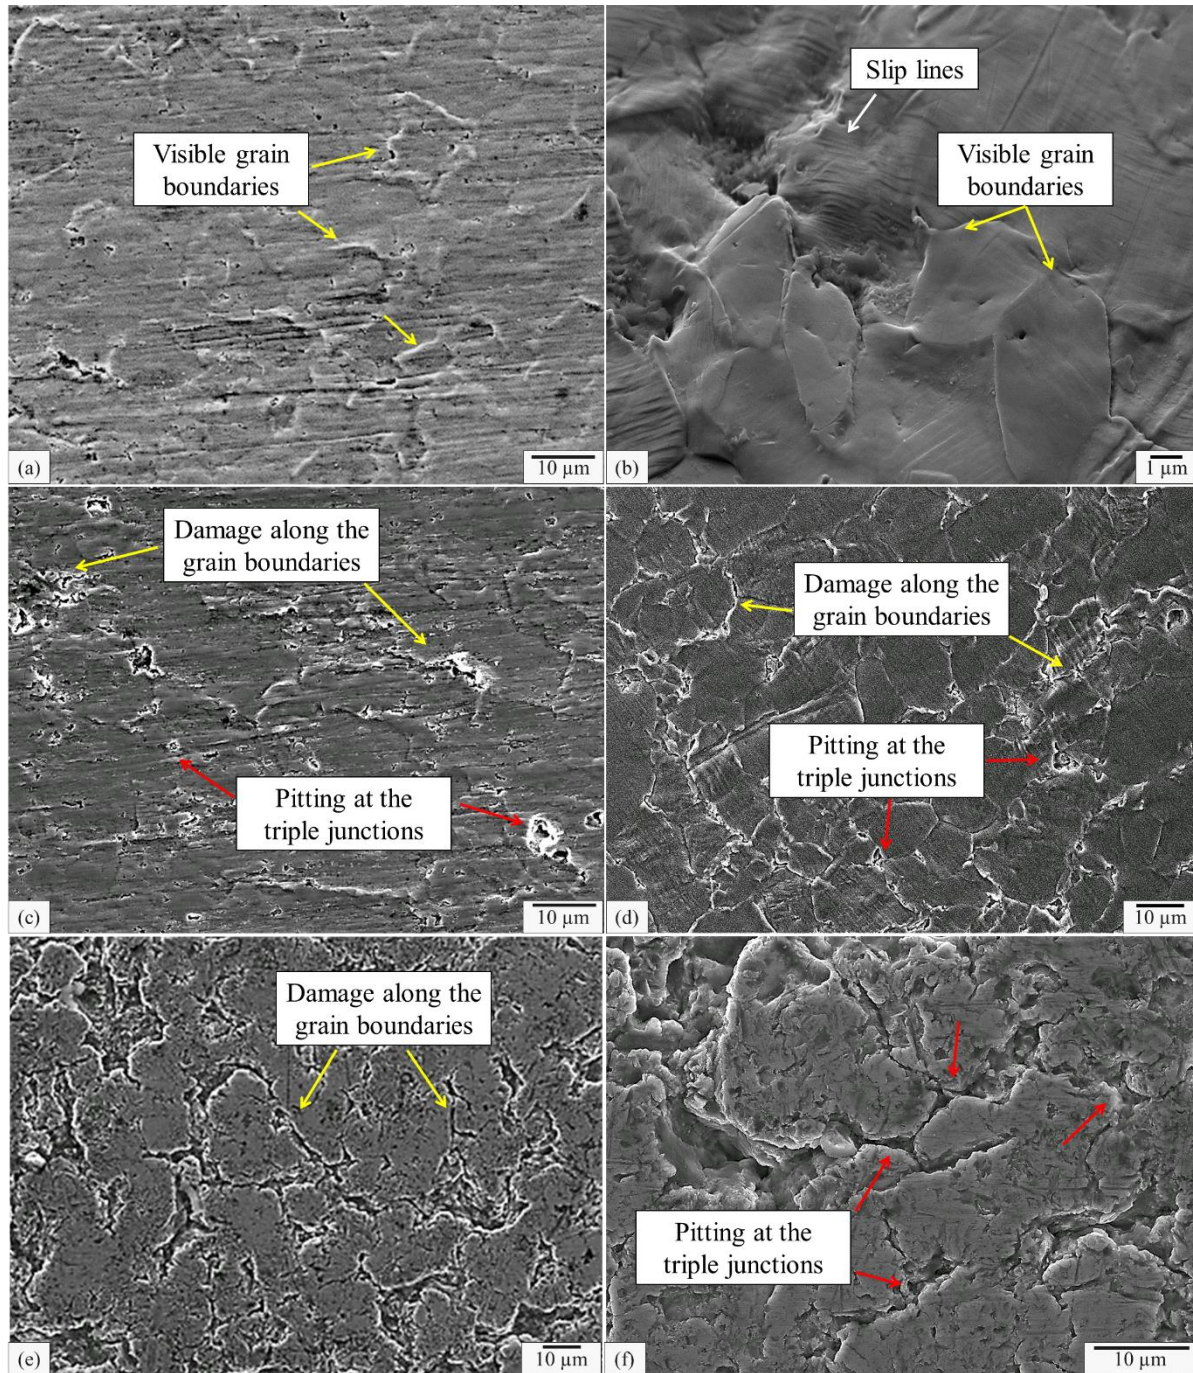 Visible grain
boundaries
(a)
10 μm
Slip lines
Visible grain
boundaries
(b)
1 μm
Damage along the
grain boundaries
Pitting at the
triple junctions
(c)
10 μm
Damage along the
grain boundaries
Pitting at the
triple junctions
(d)
10 μm
Damage along the
grain boundaries
(e)
10 μm
Pitting at the
triple junctions
(f)
10 μm